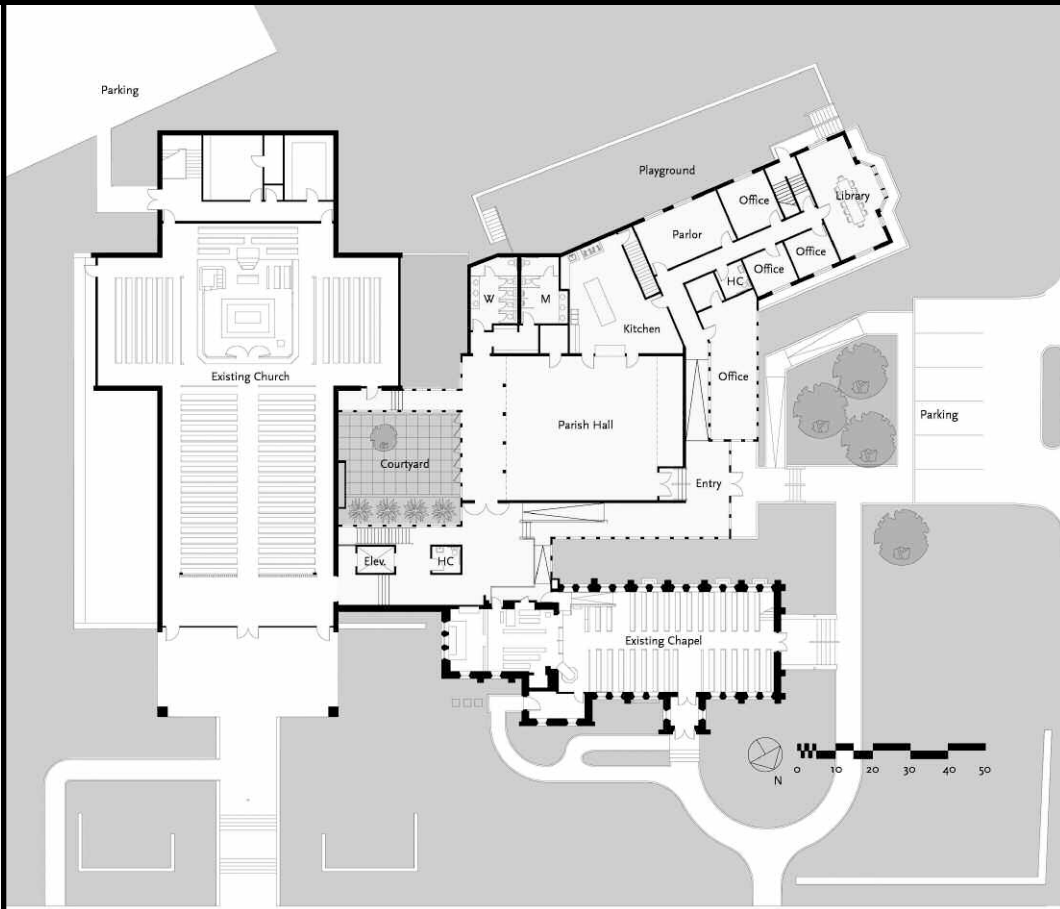 Parking
Playground
Office
Library
Parlor
Office
Office
HC
W
M
Kitchen
Existing Church
Office
Parking
Parish Hall
Courtyard
Entry
Elev.
HC
Existing Chapel
N
0 10 20 30 40 50